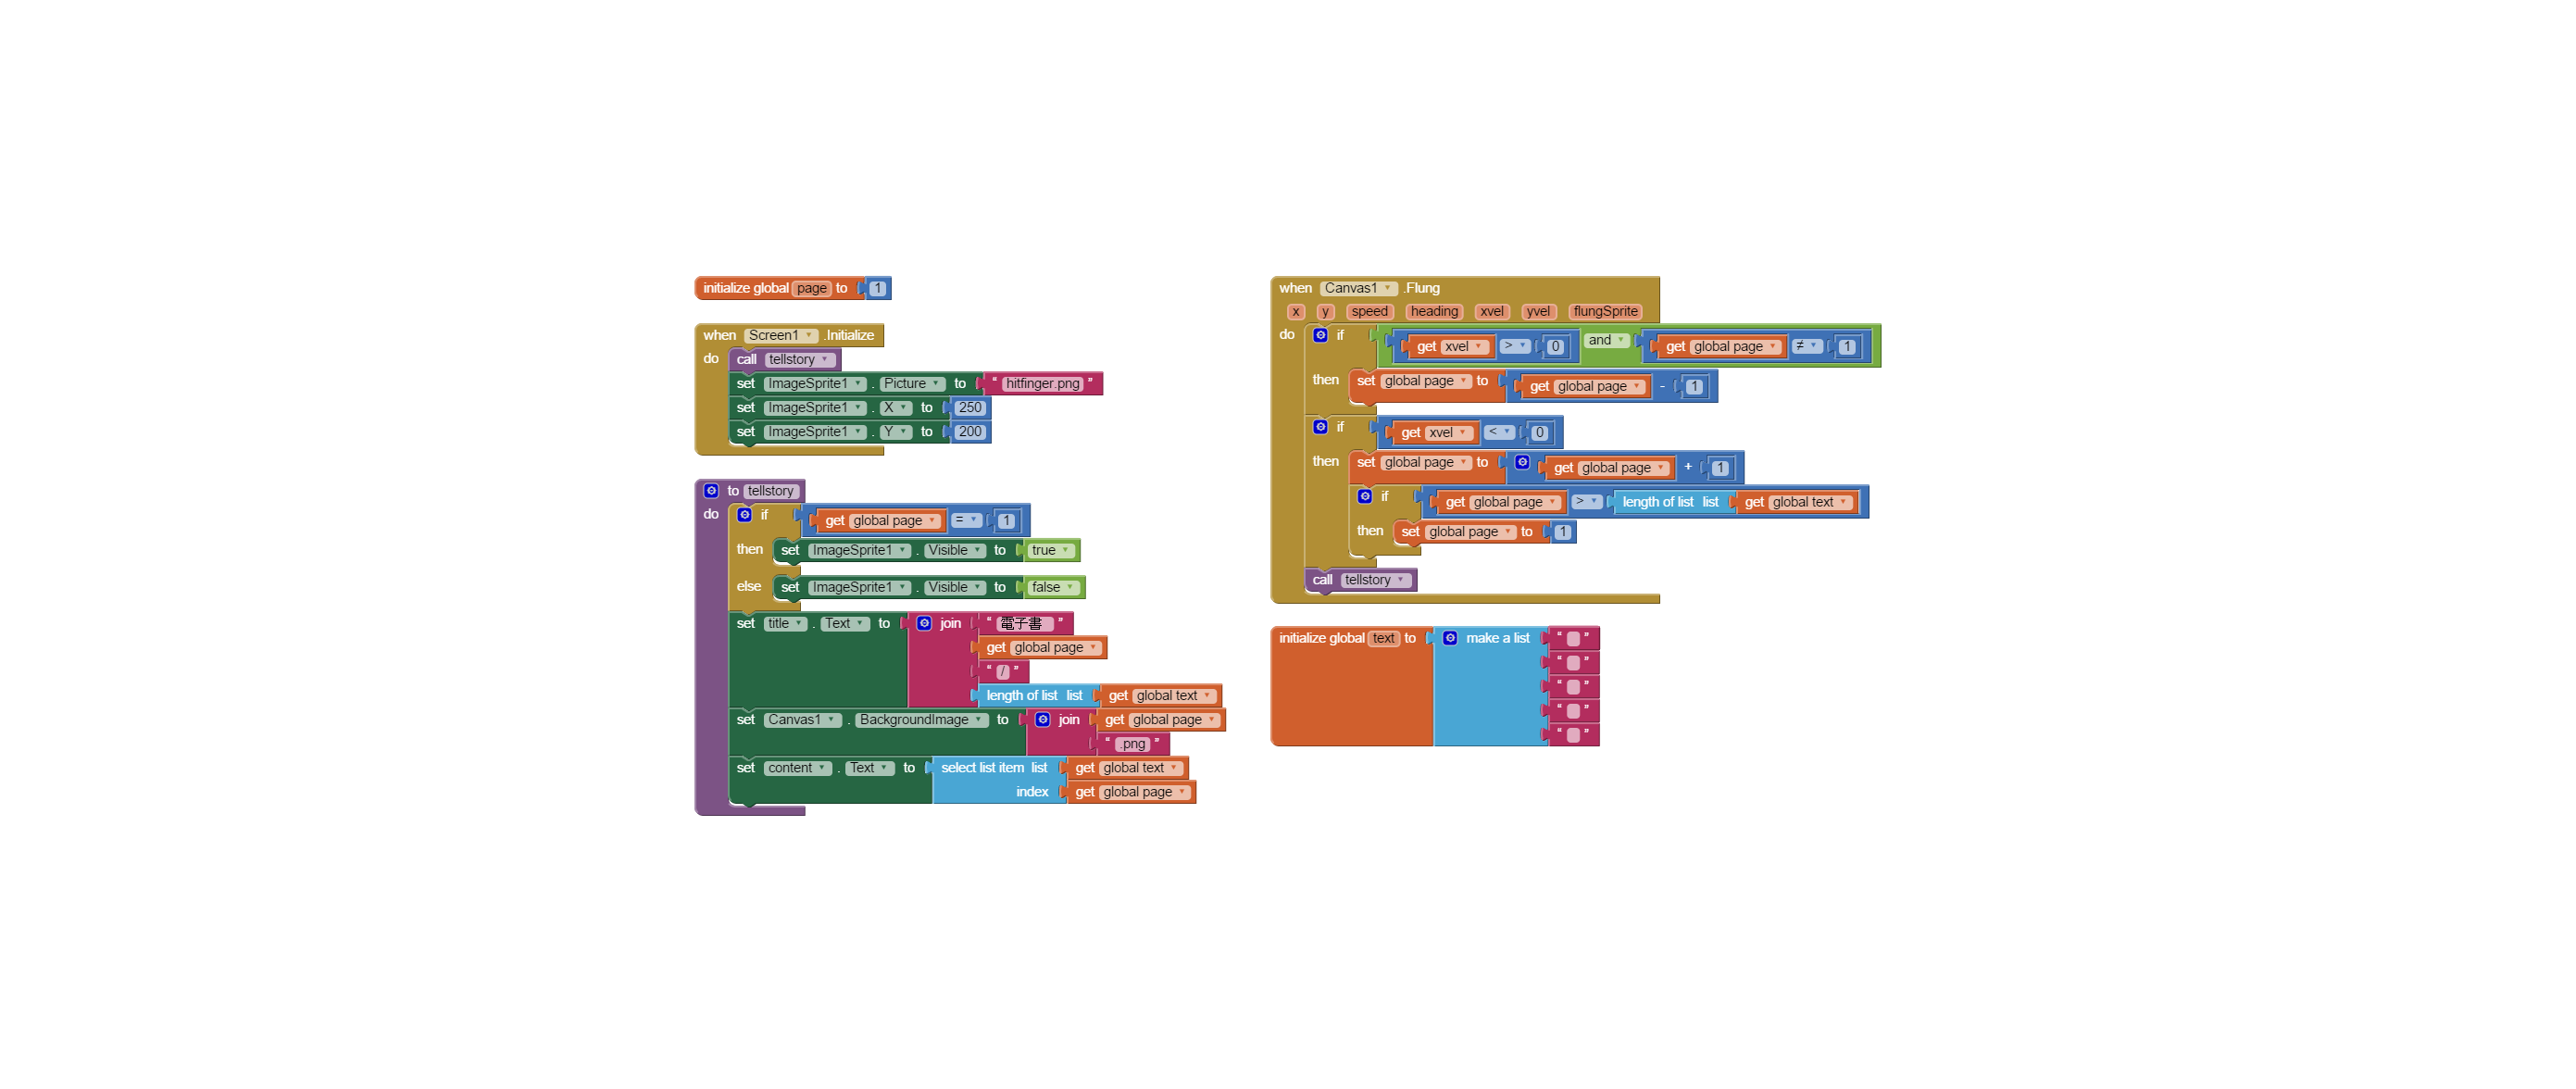 initialize global page to 1
when Screen1 .Initialize
do call tellstory
set ImageSprite1 . Picture to “ hitfinger.png ”
set ImageSprite1 . X to 250
set ImageSprite1 . Y to 200
to tellstory
do if get global page = 1
then set ImageSprite1 . Visible to true
else set ImageSprite1 . Visible to false
set title . Text to join “ 電子書 ”
get global page
“ / ”
length of list list get global text
set Canvas1 . BackgroundImage to join get global page
“ .png ”
set content . Text to select list item list get global text
index get global page
when Canvas1 .Flung
x y speed heading xvel yvel flungSprite
do if get xvel > 0 and get global page ≠ 1
then set global page to get global page - 1
if get xvel < 0
then set global page to get global page + 1
if get global page > length of list list get global text
then set global page to 1
call tellstory
initialize global text to make a list “ ”
“ ”
“ ”
“ ”
“ ”